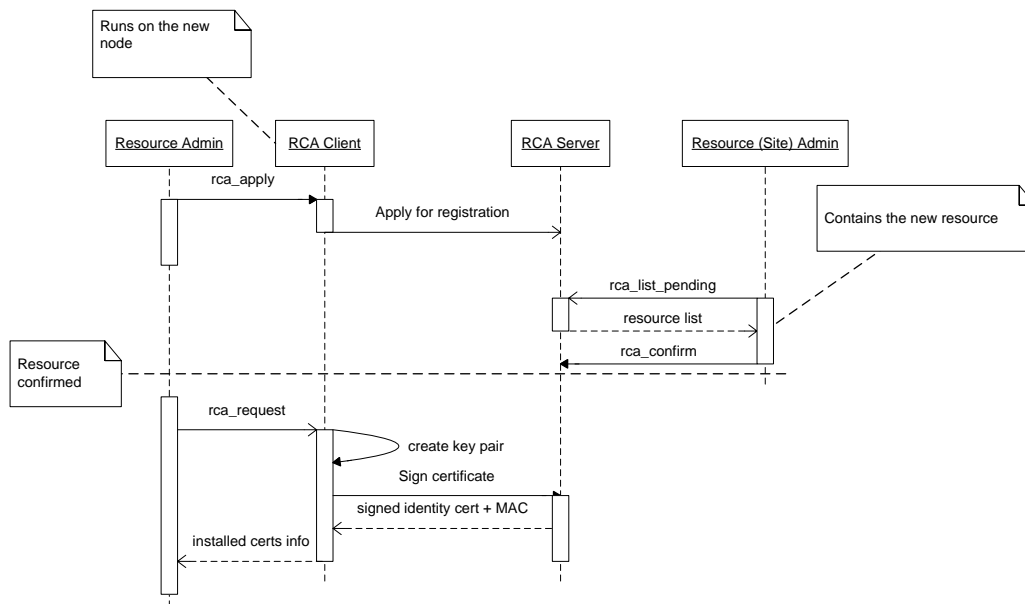 Runs on the new
node
Resource Admin
RCA Client
RCA Server
Resource (Site) Admin
rca_apply
Apply for registration
Contains the new resource
rca_list_pending
resource list
rca_confirm
Resource
confirmed
rca_request
create key pair
Sign certificate
signed identity cert + MAC
installed certs info